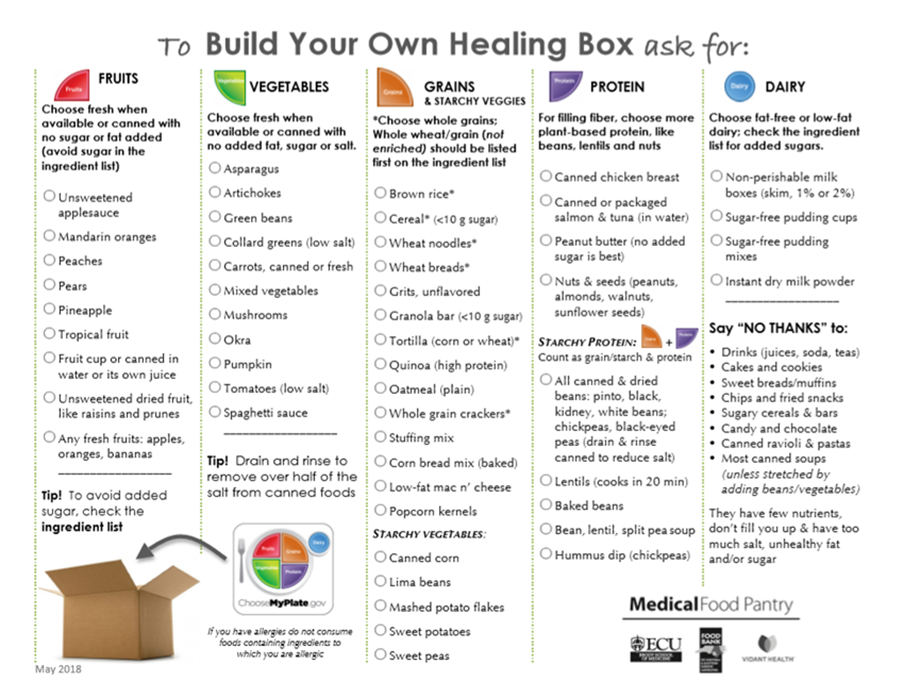 To Build Your Own Healing Box ask for:
Fruits
FRUITS
Choose fresh when
available or canned with
no sugar or fat added
(avoid sugar in the
ingredient list)
Unsweetened
applesauce
Mandarin oranges
Peaches
Pears
Pineapple
Tropical fruit
Fruit cup or canned in
water or its own juice
Unsweetened dried fruit,
like raisins and prunes
Any fresh fruits: apples,
oranges, bananas
Tip! To avoid added
sugar, check the
ingredient list
May 2018
Vegetables
VEGETABLES
Choose fresh when
available or canned with
no added fat, sugar or salt.
Asparagus
Artichokes
Green beans
Collard greens (low salt)
Carrots, canned or fresh
Mixed vegetables
Mushrooms
Okra
Pumpkin
Tomatoes (low salt)
Spaghetti sauce
Tip! Drain and rinse to
remove over half of the
salt from canned foods
Dairy
Fruits
Grains
Vegetables
Protein
ChooseMyPlate.gov
If you have allergies do not consume
foods containing ingredients to
which you are allergic
Grains
GRAINS
& STARCHY VEGGIES
*Choose whole grains;
Whole wheat/grain (not
enriched) should be listed
first on the ingredient list
Brown rice*
Cereal* (<10 g sugar)
Wheat noodles*
Wheat breads*
Grits, unflavored
Granola bar (<10 g sugar)
Tortilla (corn or wheat)*
Quinoa (high protein)
Oatmeal (plain)
Whole grain crackers*
Stuffing mix
Corn bread mix (baked)
Low-fat mac n' cheese
Popcorn kernels
STARCHY VEGETABLES:
Canned corn
Lima beans
Mashed potato flakes
Sweet potatoes
Sweet peas
Protein
PROTEIN
For filling fiber, choose more
plant-based protein, like
beans, lentils and nuts
Canned chicken breast
Canned or packaged
salmon & tuna (in water)
Peanut butter (no added
sugar is best)
Nuts & seeds (peanuts,
almonds, walnuts,
sunflower seeds)
STARCHY PROTEIN: Grains + Protein
Count as grain/starch & protein
All canned & dried
beans: pinto, black,
kidney, white beans;
chickpeas, black-eyed
peas (drain & rinse
canned to reduce salt)
Lentils (cooks in 20 min)
Baked beans
Bean, lentil, split pea soup
Hummus dip (chickpeas)
Dairy
DAIRY
Choose fat-free or low-fat
dairy; check the ingredient
list for added sugars.
Non-perishable milk
boxes (skim, 1% or 2%)
Sugar-free pudding cups
Sugar-free pudding
mixes
Instant dry milk powder
Say "NO THANKS" to:
• Drinks (juices, soda, teas)
• Cakes and cookies
• Sweet breads/muffins
• Chips and fried snacks
• Sugary cereals & bars
• Candy and chocolate
• Canned ravioli & pastas
• Most canned soups
(unless stretched by
adding beans/vegetables)
They have few nutrients,
don't fill you up & have too
much salt, unhealthy fat
and/or sugar
MedicalFood Pantry
ECU
BRODY SCHOOL
OF MEDICINE
FOOD
BANK
VIDANT HEALTH